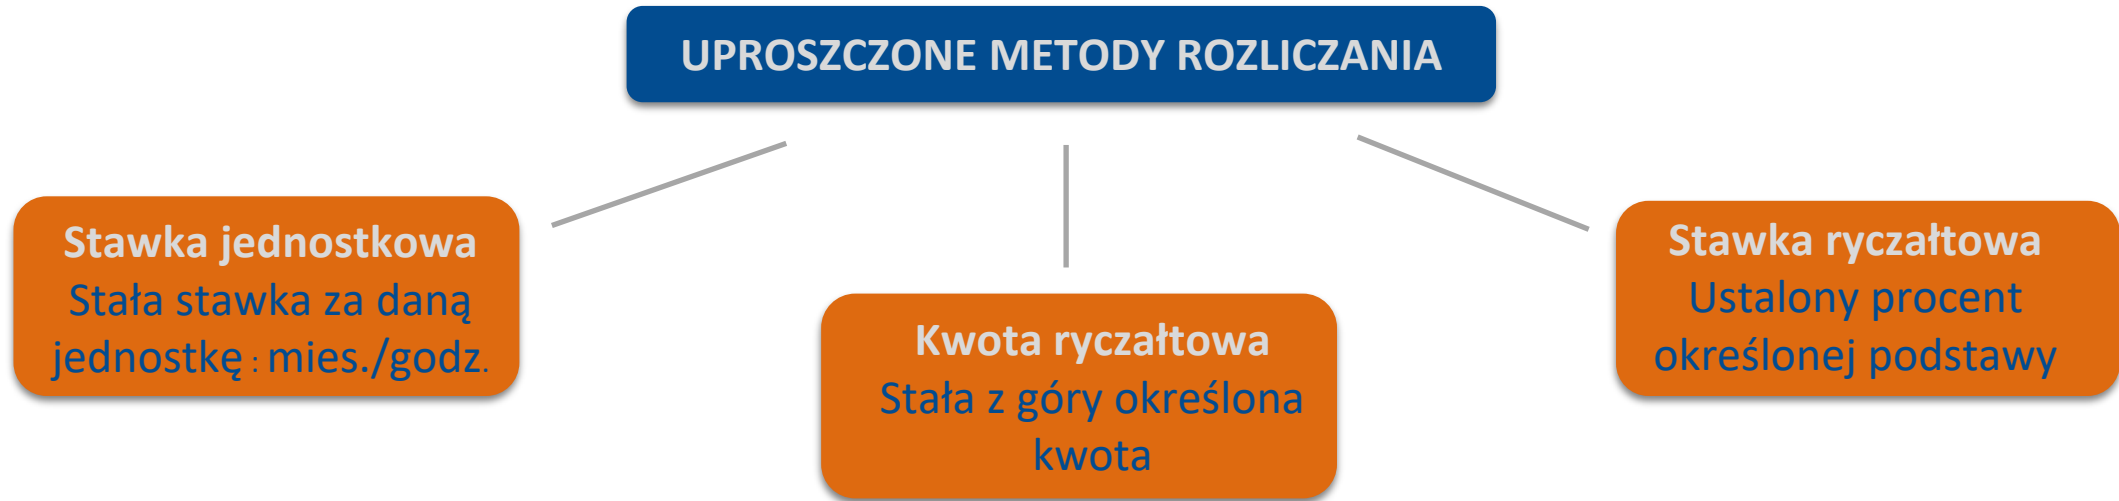 UPROSZCZONE METODY ROZLICZANIA
Stawka jednostkowa
Stała stawka za daną
jednostkę : mies./godz.
Kwota ryczałtowa
Stała z góry określona
kwota
Stawka ryczałtowa
Ustalony procent
określonej podstawy